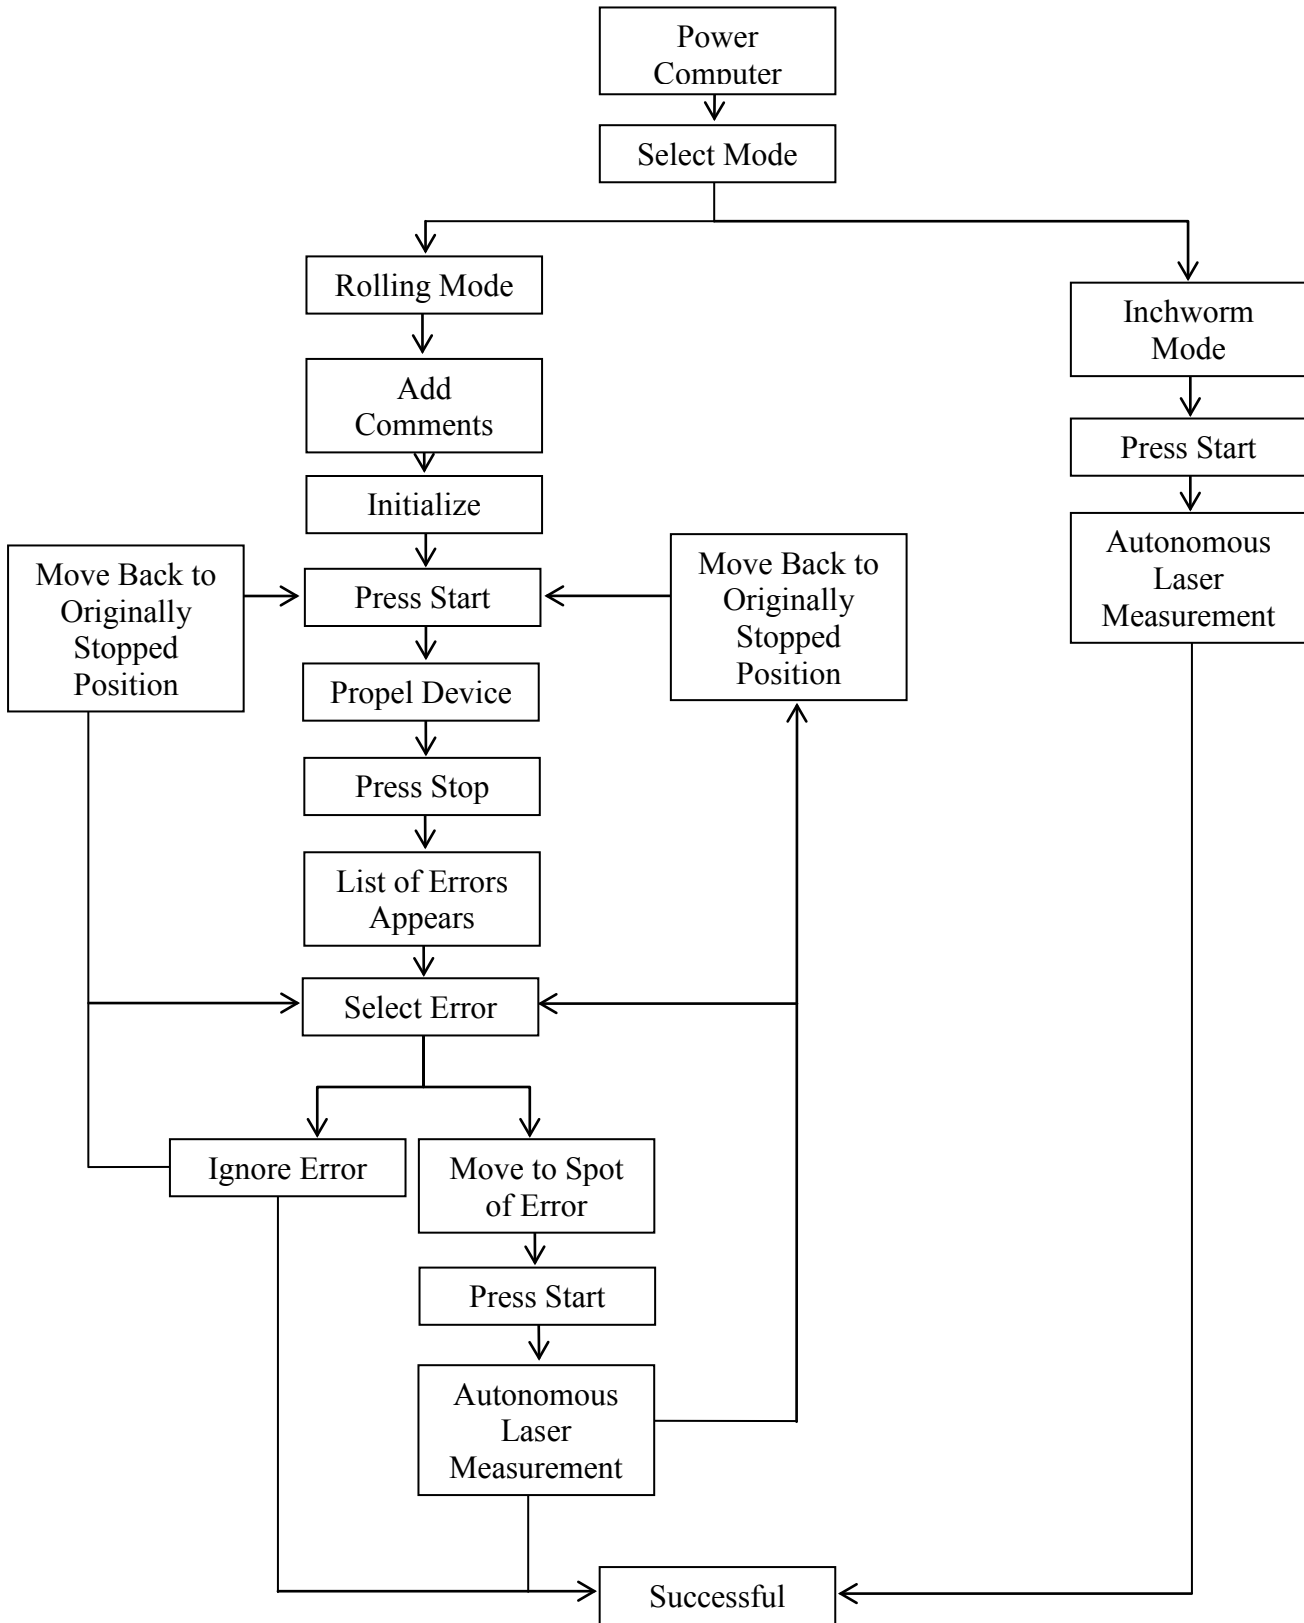 Power
Computer
Select Mode
Rolling Mode
Inchworm
Mode
Add
Comments
Press Start
Initialize
Autonomous
Laser
Measurement
Move Back to
Originally
Stopped
Position
Press Start
Move Back to
Originally
Stopped
Position
Propel Device
Press Stop
List of Errors
Appears
Select Error
Ignore Error
Move to Spot
of Error
Press Start
Autonomous
Laser
Measurement
Successful